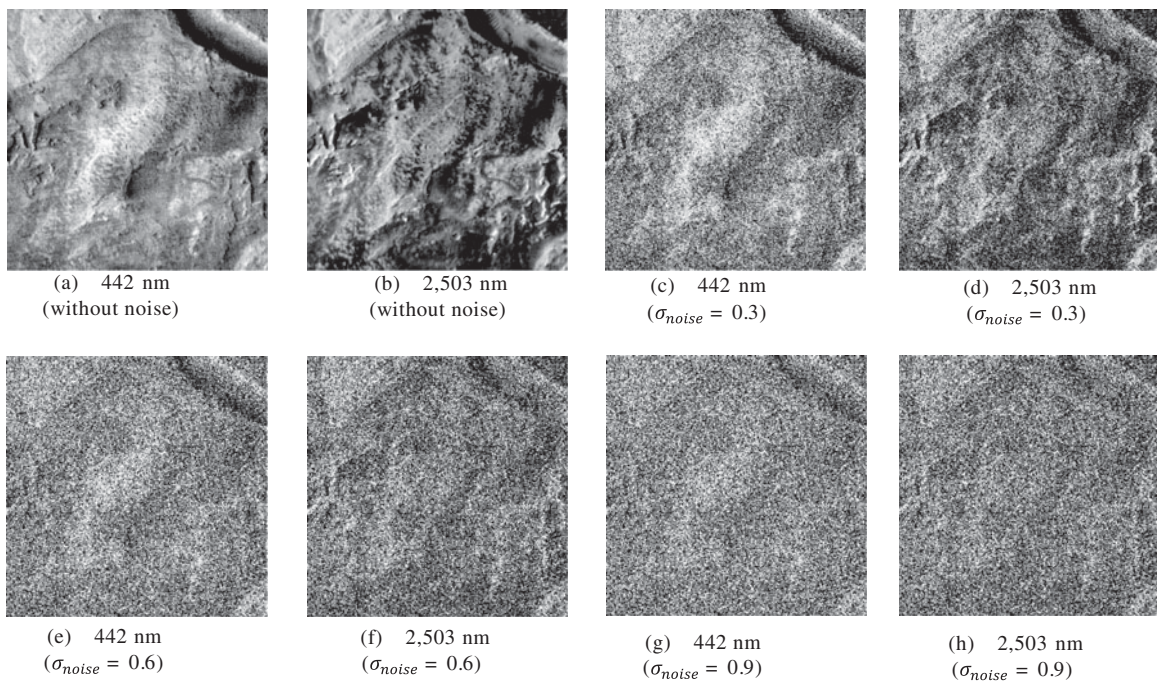 (a) 442 nm
(without noise)
(b) 2,503 nm
(without noise)
(c) 442 nm
(σnoise = 0.3)
(d) 2,503 nm
(σnoise = 0.3)
(e) 442 nm
(σnoise = 0.6)
(f) 2,503 nm
(σnoise = 0.6)
(g) 442 nm
(σnoise = 0.9)
(h) 2,503 nm
(σnoise = 0.9)